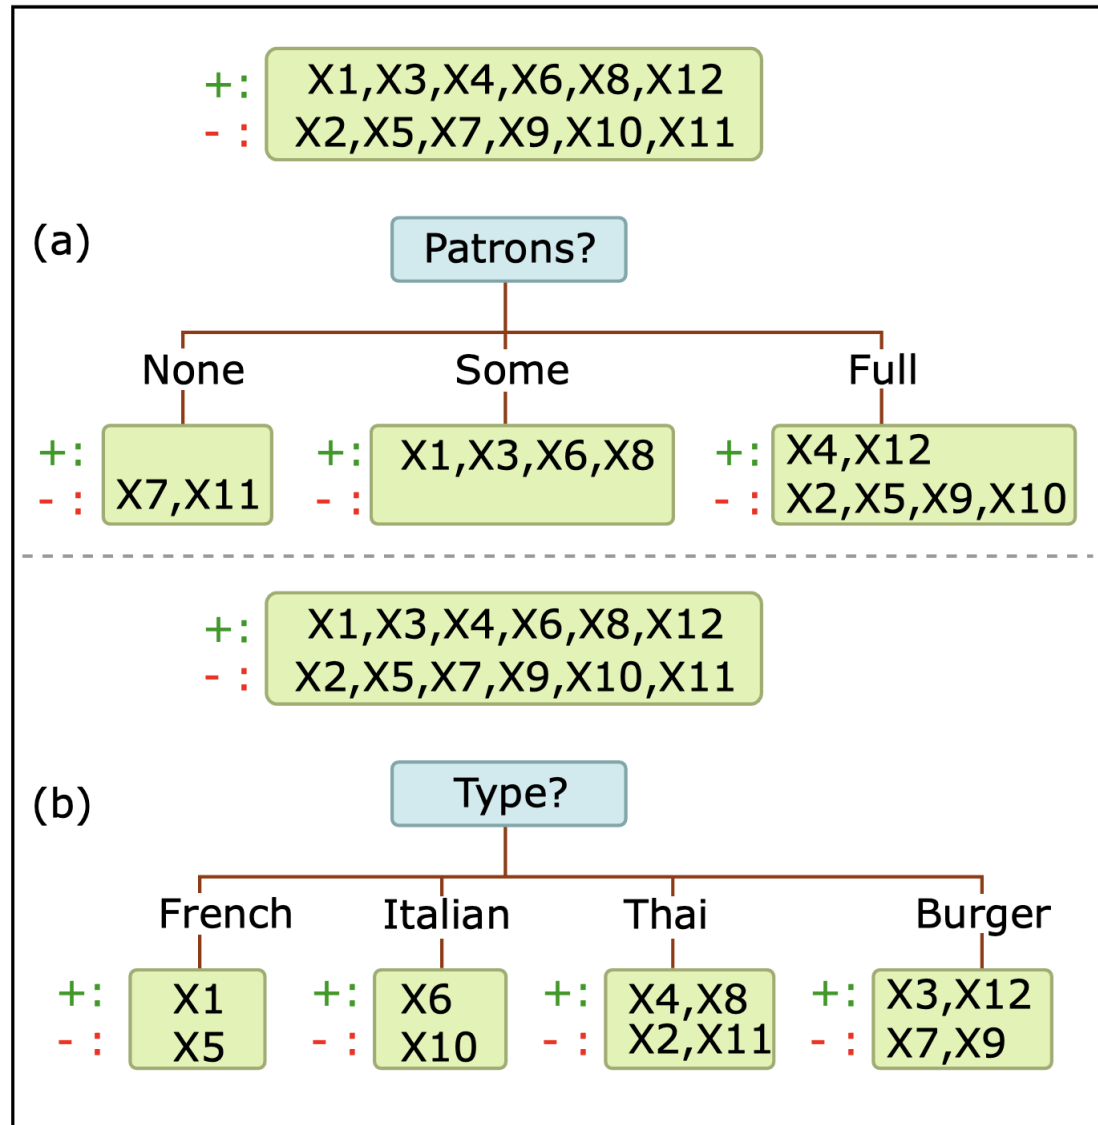 +: X1,X3,X4,X6,X8,X12
- : X2,X5,X7,X9,X10,X11
(a)
Patrons?
None Some Full
+: +: X1,X3,X6,X8 +: X4,X12
- : X7,X11 - : - : X2,X5,X9,X10
+: X1,X3,X4,X6,X8,X12
- : X2,X5,X7,X9,X10,X11
(b)
Type?
French Italian Thai Burger
+: X1 +: X6 +: X4,X8 +: X3,X12
- : X5 - : X10 - : X2,X11 - : X7,X9